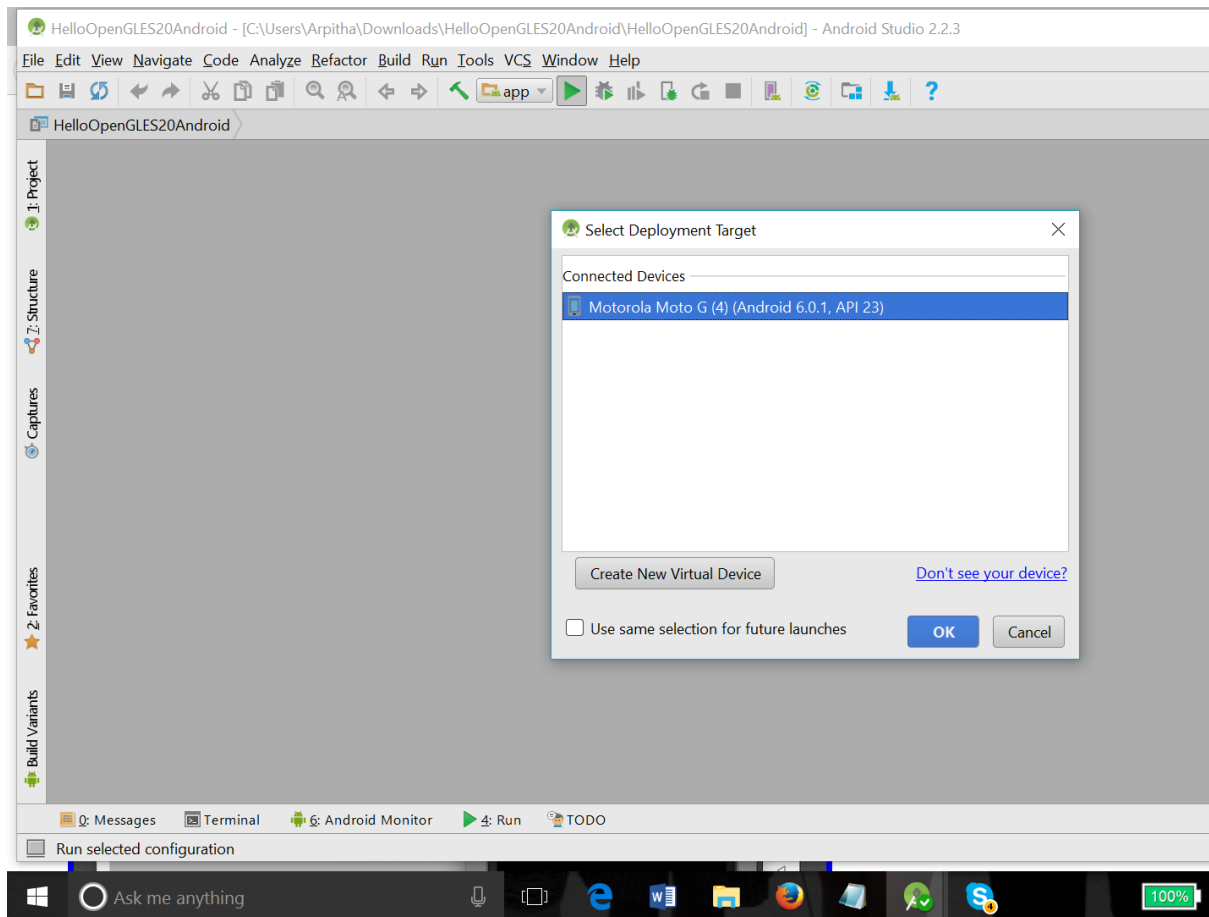 HelloOpenGLES20Android - [C:\Users\Arpitha\Downloads\HelloOpenGLES20Android\HelloOpenGLES20Android] - Android Studio 2.2.3
File Edit View Navigate Code Analyze Refactor Build Run Tools VCS Window Help
app
?
HelloOpenGLES20Android
1: Project
7: Structure
Captures
2: Favorites
Build Variants
Select Deployment Target
Connected Devices
Motorola Moto G (4) (Android 6.0.1, API 23)
Create New Virtual Device
Don't see your device?
Use same selection for future launches
OK
Cancel
0: Messages
Terminal
6: Android Monitor
4: Run
TODO
Run selected configuration
Ask me anything
4
100%